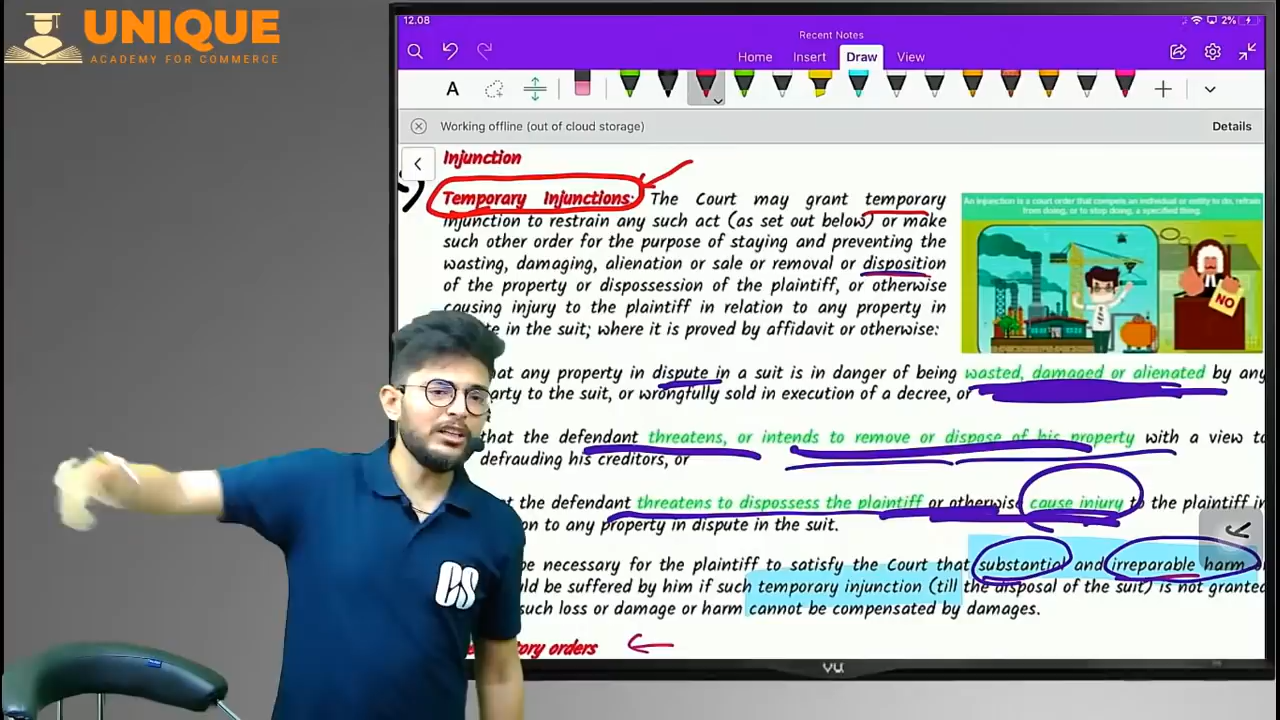 UNIQUE
ACADEMY FOR COMMERCE
12.08
2%
Recent Notes
Home Insert Draw View
A
Working offline (out of cloud storage)
Details
Injunction
Temporary Injunctions: The Court may grant temporary
injunction to restrain any such act (as set out below) or make
such other order for the purpose of staying and preventing the
wasting, damaging, alienation or sale or removal or disposition
of the property or dispossession of the plaintiff, or otherwise
causing injury to the plaintiff in relation to any property in
in the suit; where it is proved by affidavit or otherwise:
An injunction is a court order that compels an individual or entity to do, refrain
from doing, or to stop doing, a specified thing.
NO
any property in dispute in a suit is in danger of being wasted, damaged or alienated by any
to the suit, or wrongfully sold in execution of a decree, or
that the defendant threatens, or intends to remove or dispose of his property with a view to
defrauding his creditors, or
the defendant threatens to dispossess the plaintiff or otherwise cause injury to the plaintiff in
to any property in dispute in the suit.
be necessary for the plaintiff to satisfy the Court that substantial and irreparable harm
be suffered by him if such temporary injunction (till the disposal of the suit) is not granted
such loss or damage or harm cannot be compensated by damages.
orders
CS
VU